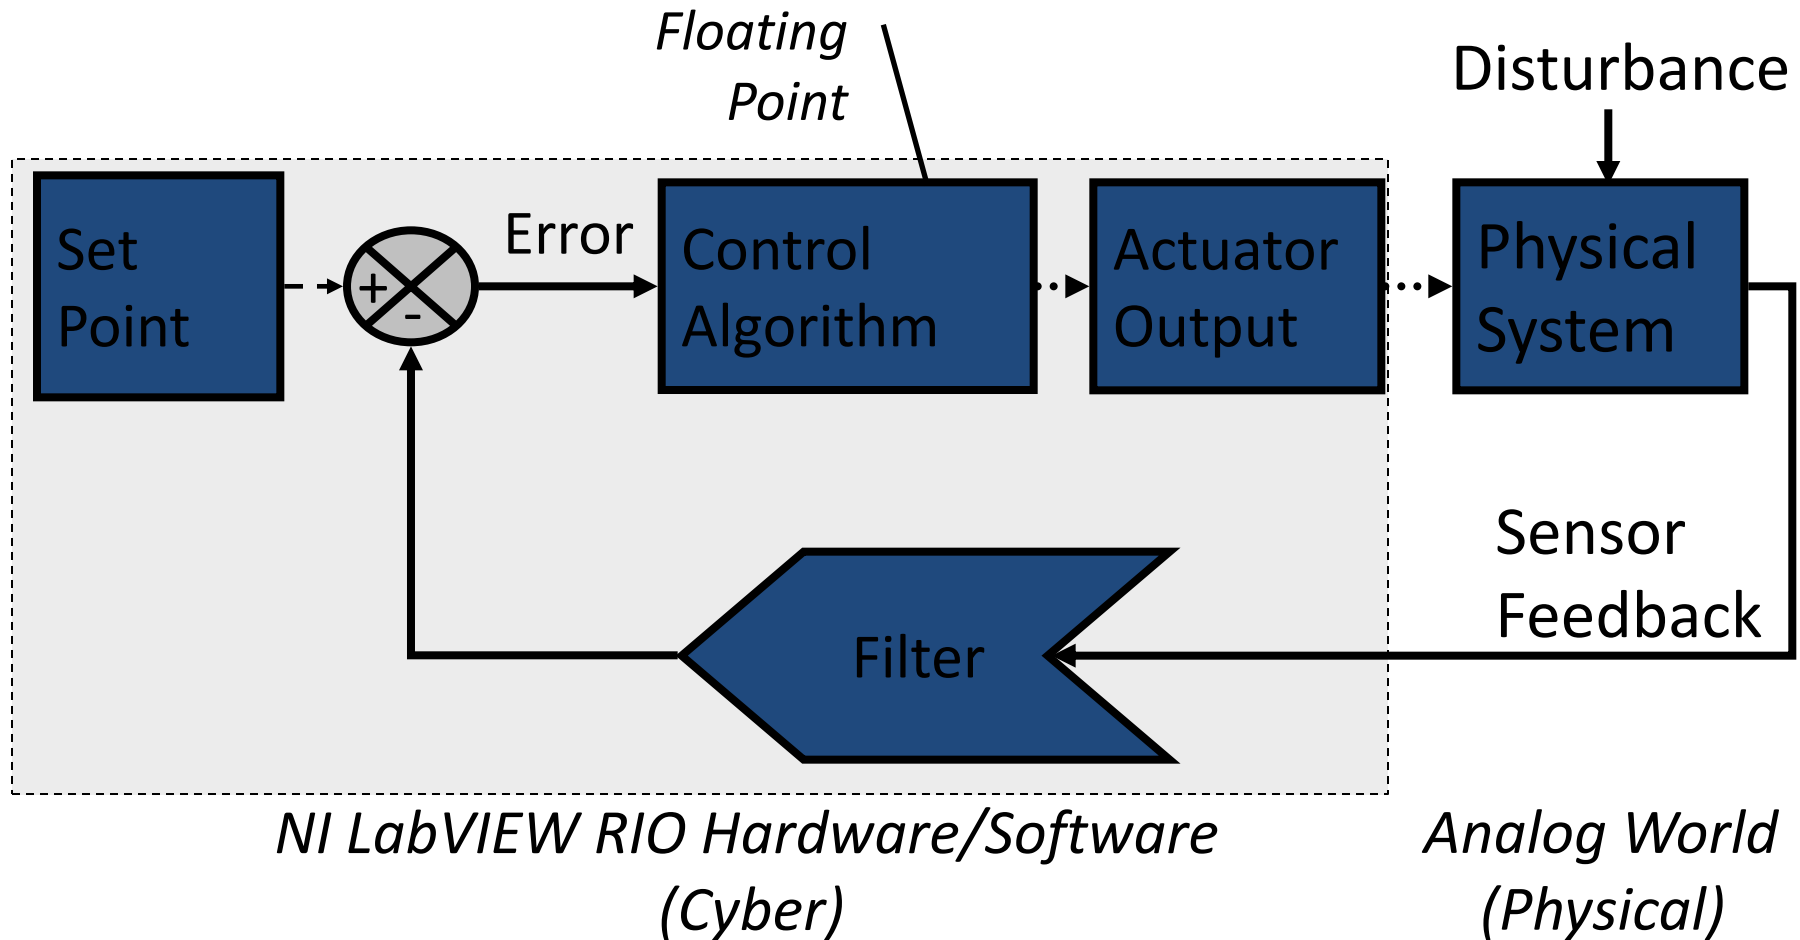 Floating
Point
Disturbance
Set
Point
+
-
Error
Control
Algorithm
Actuator
Output
Physical
System
Sensor
Feedback
Filter
NI LabVIEW RIO Hardware/Software
(Cyber)
Analog World
(Physical)